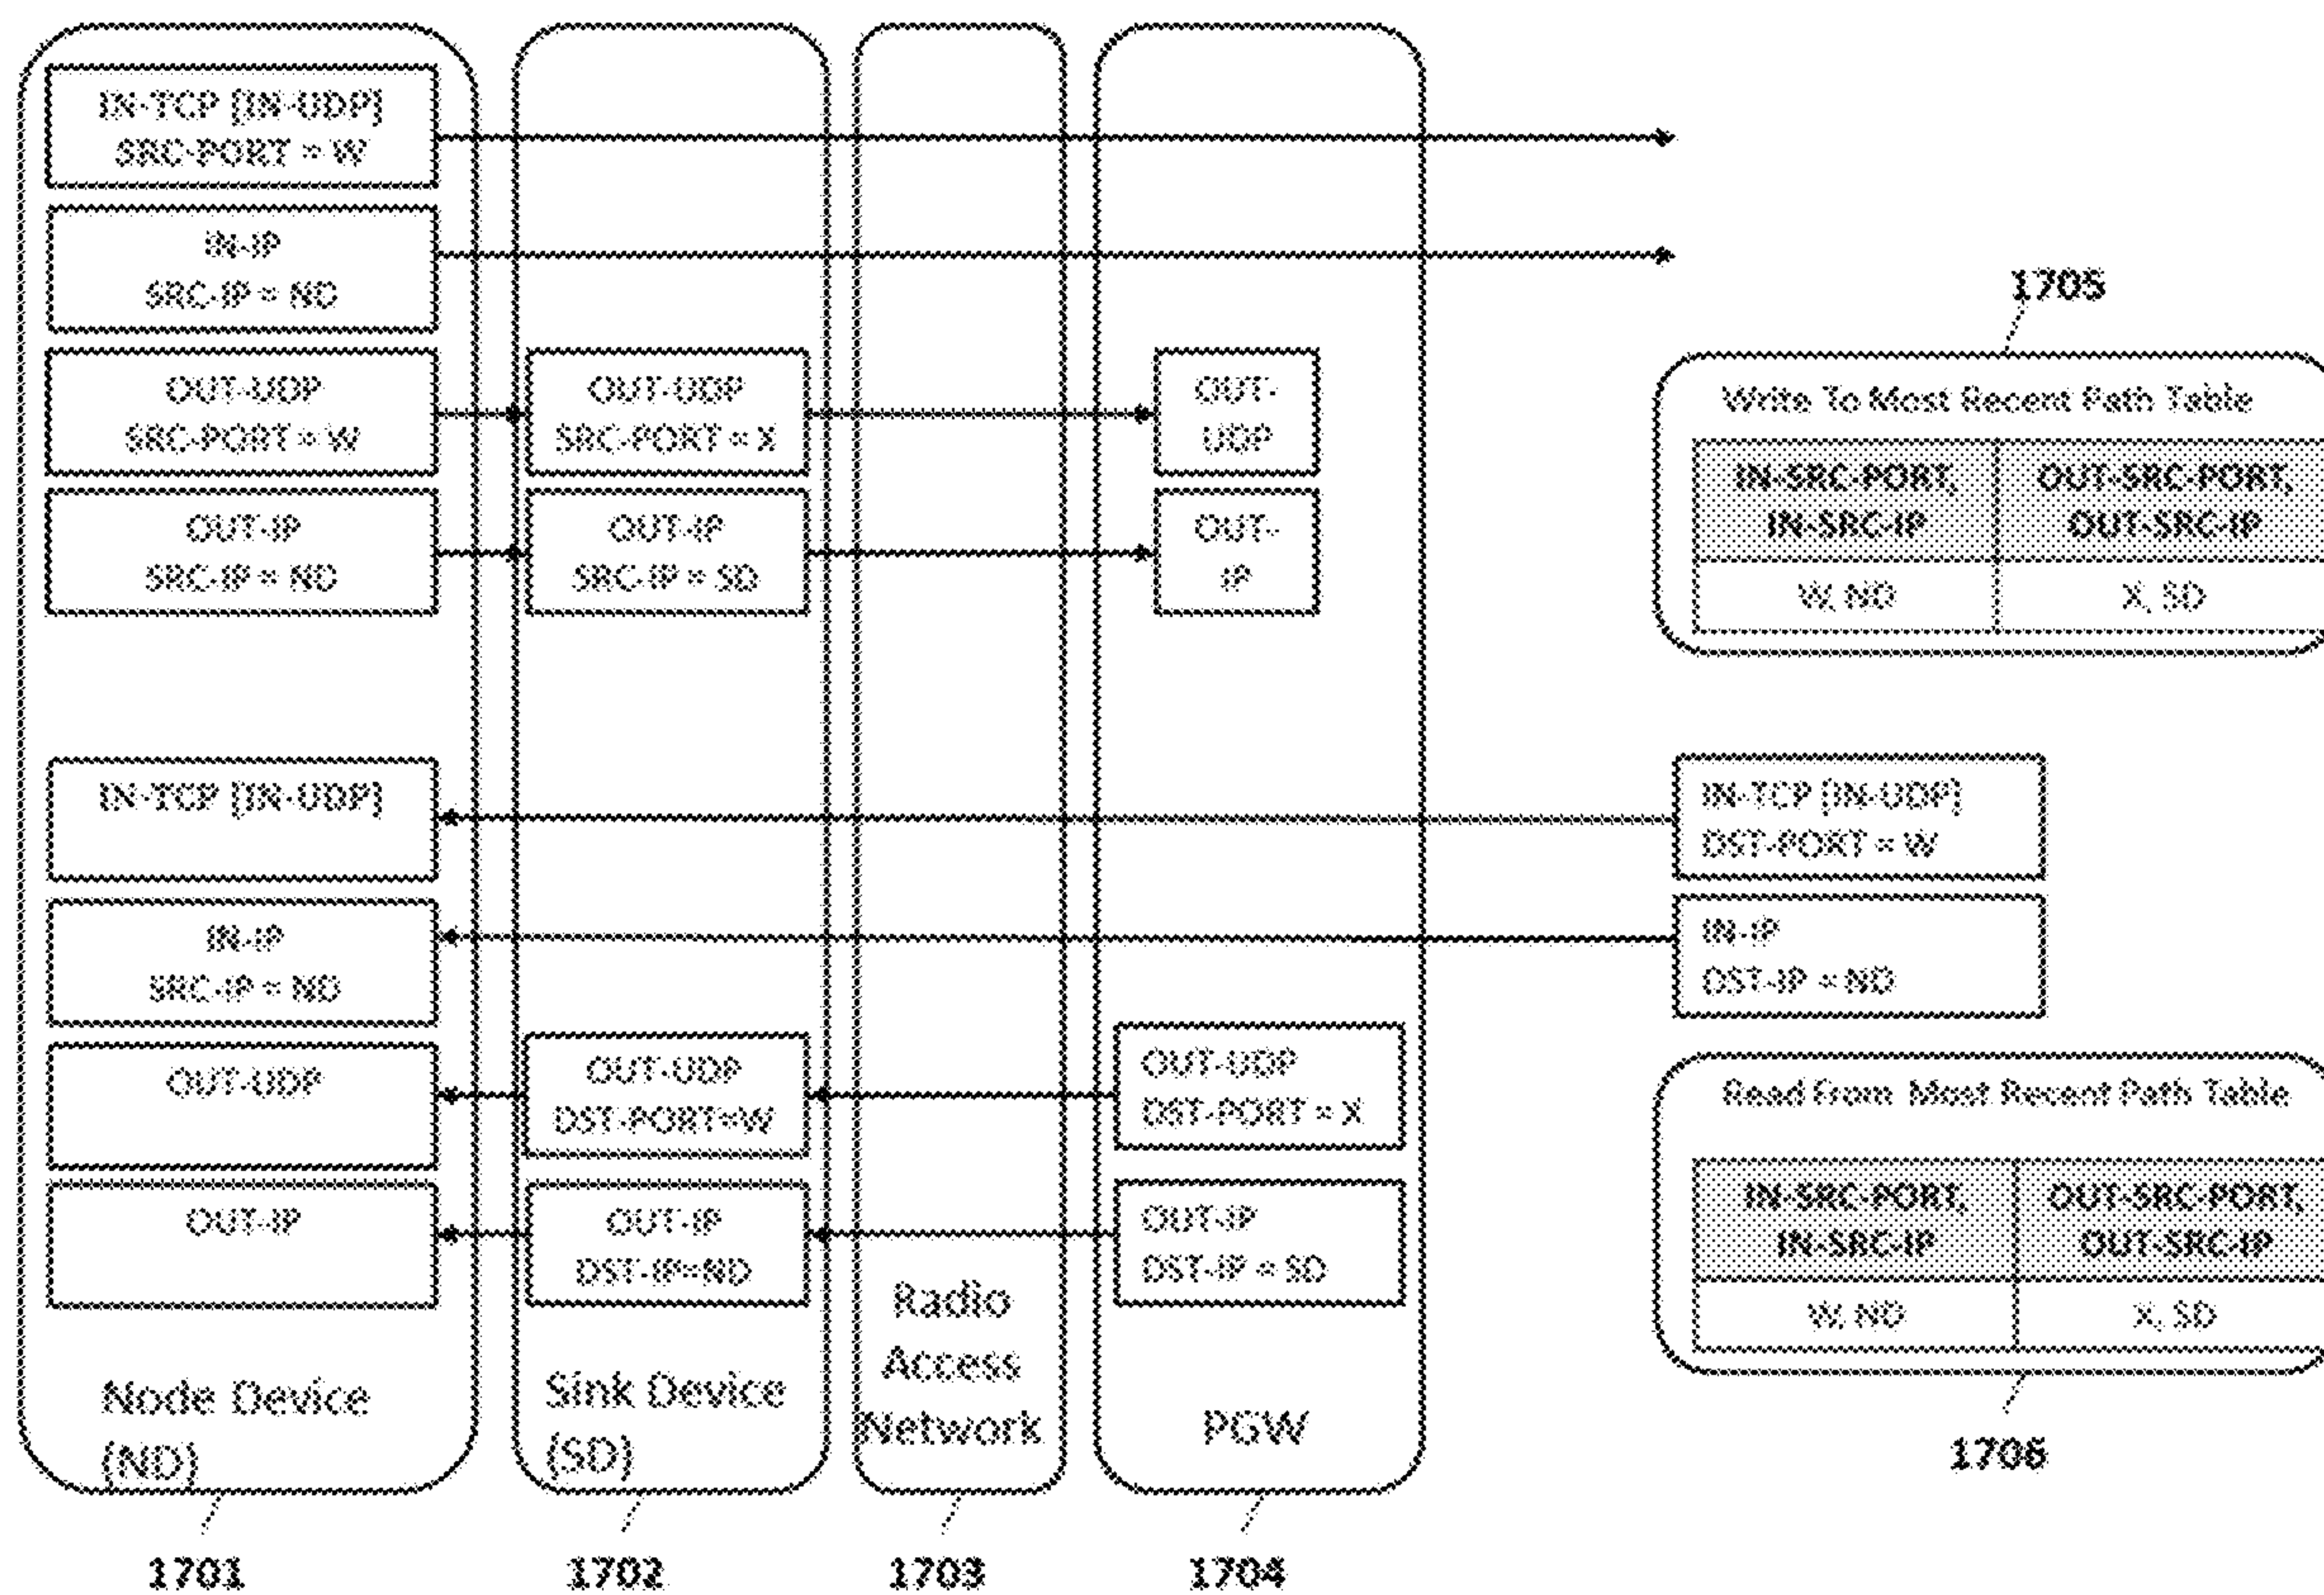 IN-TCP [IN-UDP]
SRC-PORT = W
IN-IP
SRC-IP = ND
OUT-UDP
SRC-PORT = W
OUT-IP
SRC-IP = ND
OUT-UDP
SRC-PORT = X
OUT-IP
SRC-IP = SD
OUT-
UDP
OUT-
IP
1705
Write To Most Recent Path Table
IN-SRC-PORT,
IN-SRC-IP
OUT-SRC-PORT,
OUT-SRC-IP
W, ND
X, SD
IN-TCP [IN-UDP]
IN-IP
SRC-IP = ND
OUT-UDP
OUT-IP
OUT-UDP
DST-PORT=W
OUT-IP
DST-IP=ND
OUT-UDP
DST-PORT = X
OUT-IP
DST-IP = SD
IN-TCP [IN-UDP]
DST-PORT = W
IN-IP
DST-IP = ND
Read From Most Recent Path Table
IN-SRC-PORT,
IN-SRC-IP
OUT-SRC-PORT,
OUT-SRC-IP
W, ND
X, SD
1706
Node Device
(ND)
Sink Device
(SD)
Radio
Access
Network
PGW
1701
1702
1703
1704